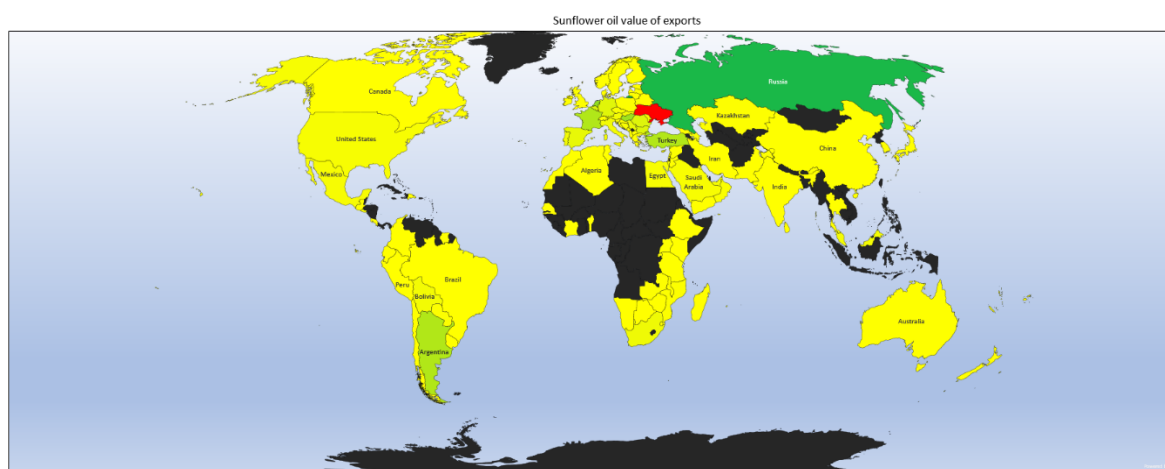 Sunflower oil value of exports
Russia
Canada
Kazakhstan
United States
Turkey
China
Iran
Mexico
Algeria
Egypt
Saudi
Arabia
India
Brazil
Peru
Bolivia
Australia
Argentina